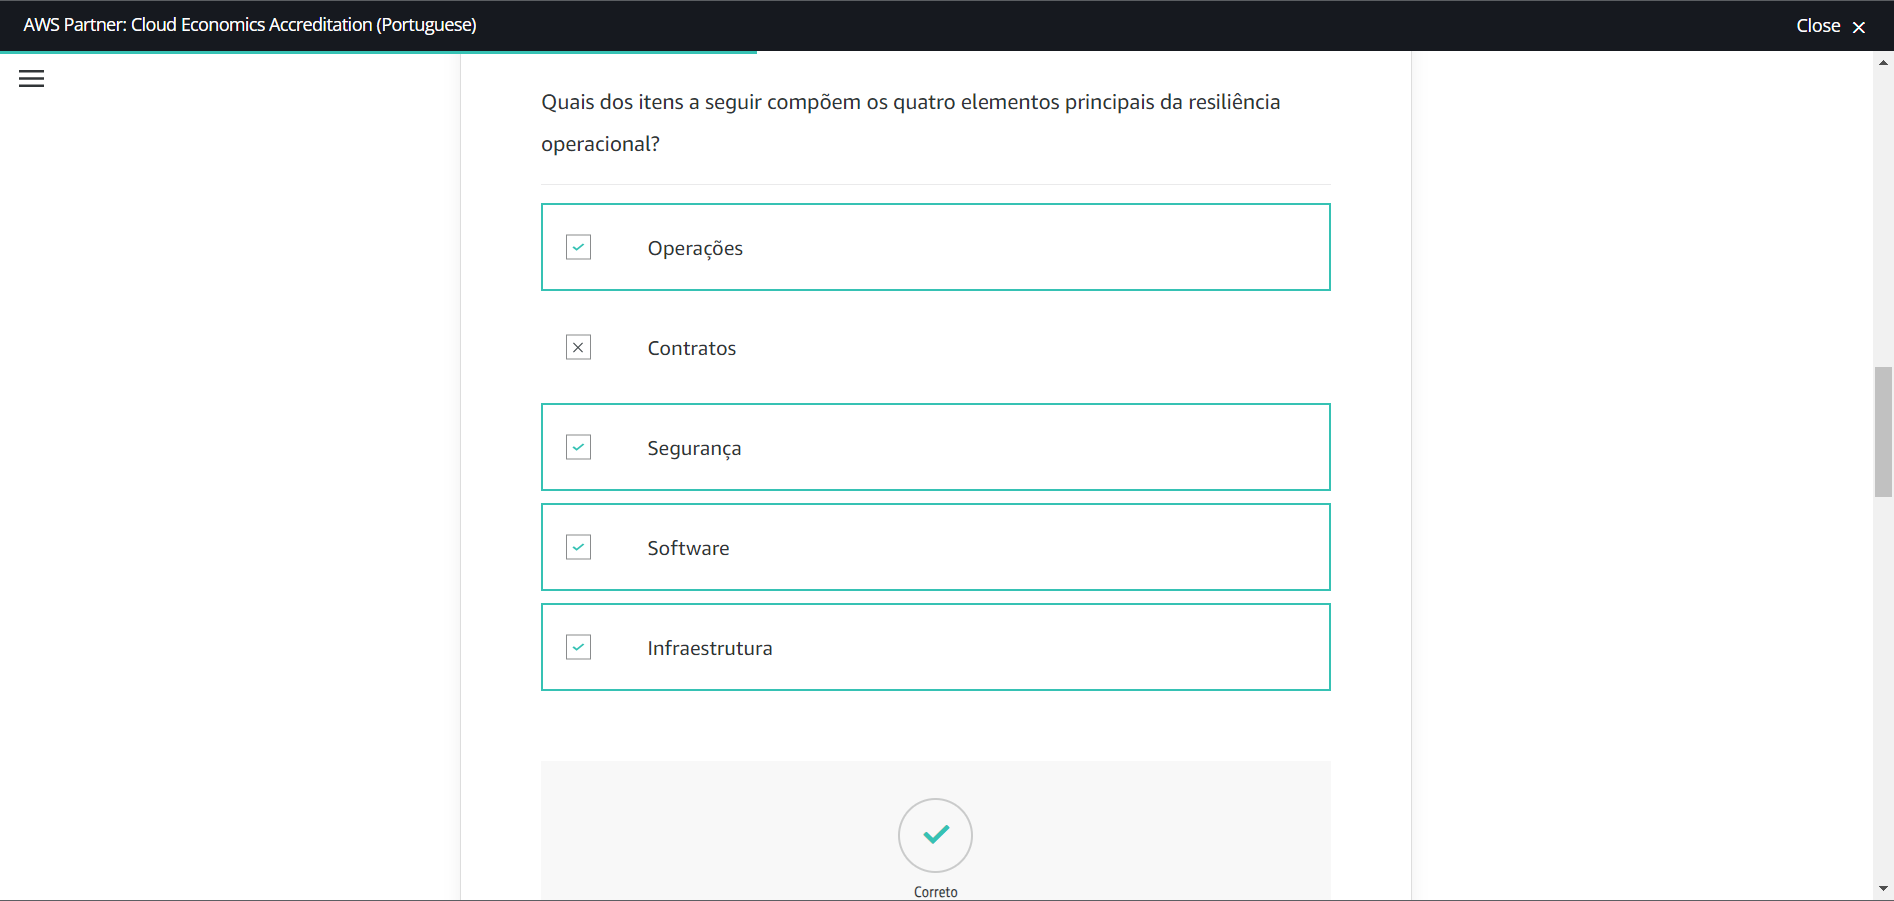 AWS Partner: Cloud Economics Accreditation (Portuguese)
Close
Quais dos itens a seguir compõem os quatro elementos principais da resiliência
operacional?
Operações
Contratos
Segurança
Software
Infraestrutura
Correto